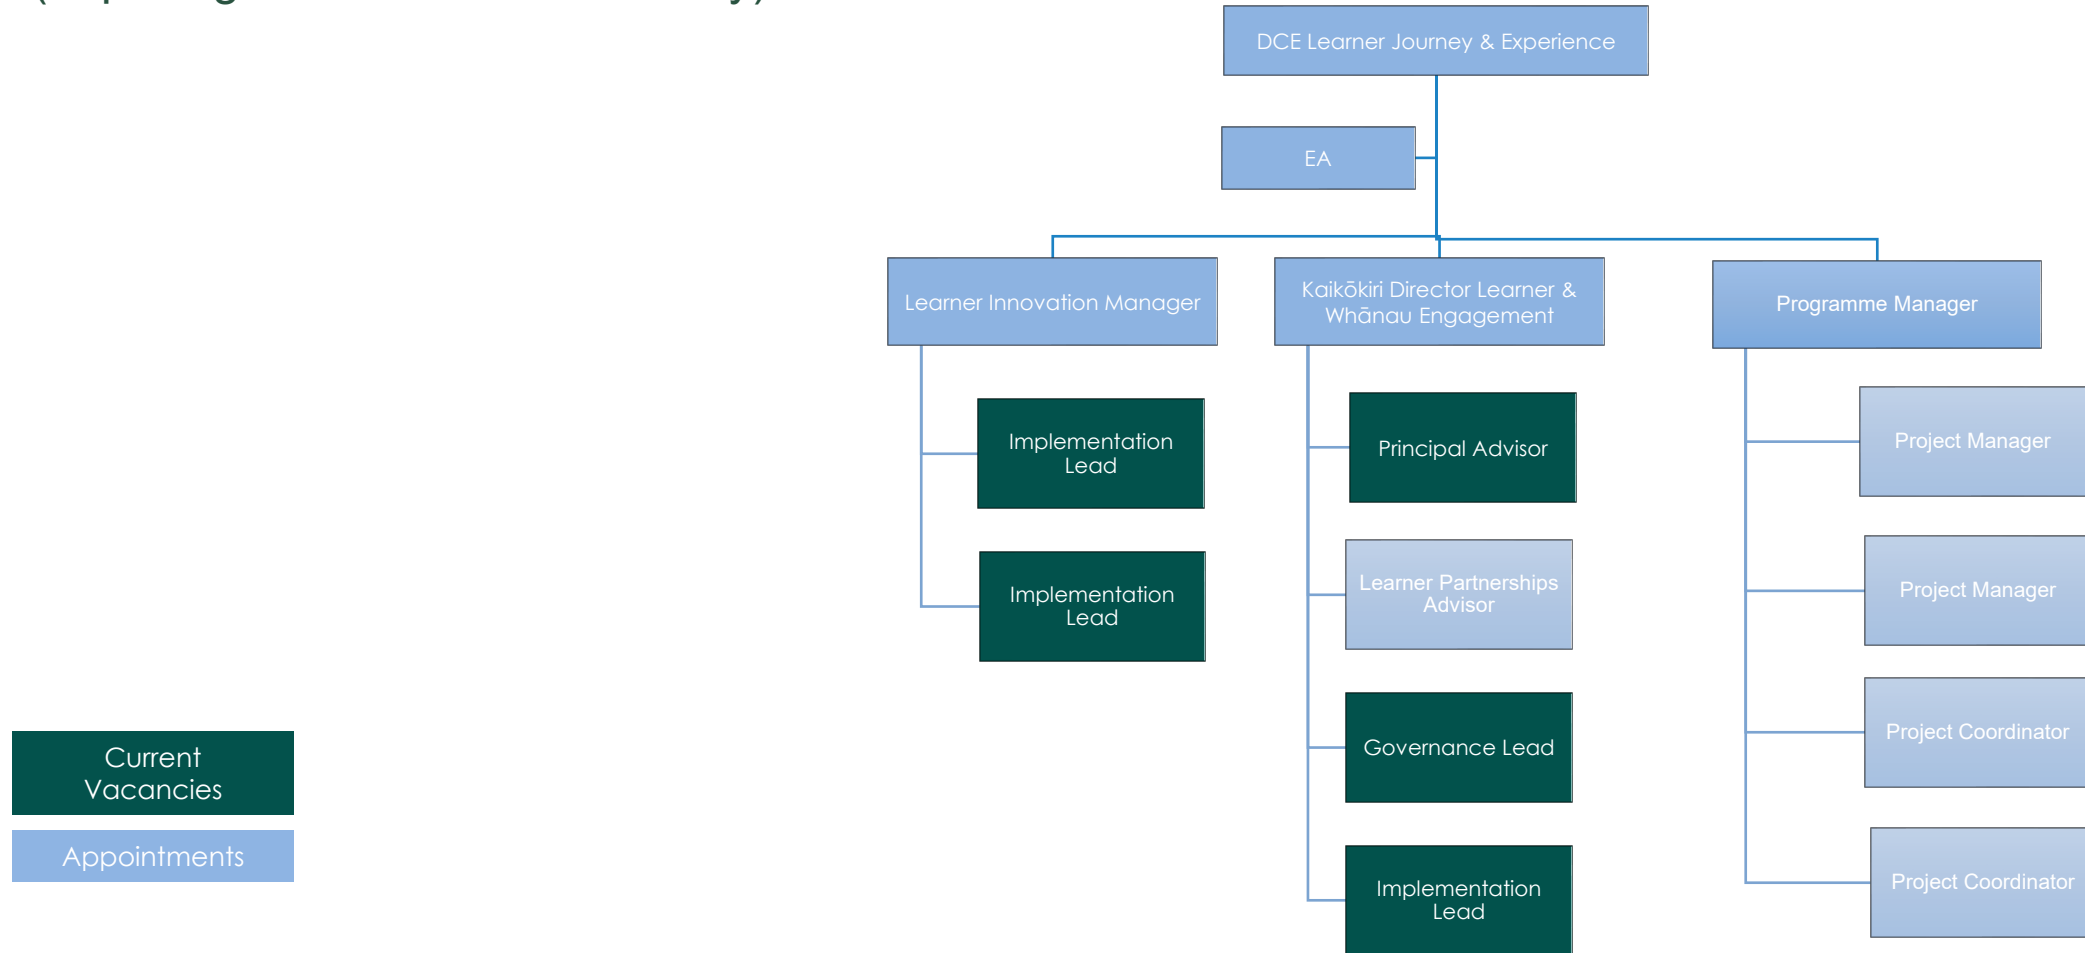 DCE Learner Journey & Experience
EA
Learner Innovation Manager
Kaikōkiri Director Learner &
Whānau Engagement
Programme Manager
Implementation
Lead
Implementation
Lead
Principal Advisor
Learner Partnerships
Advisor
Governance Lead
Implementation
Lead
Project Manager
Project Manager
Project Coordinator
Project Coordinator
Current
Vacancies
Appointments